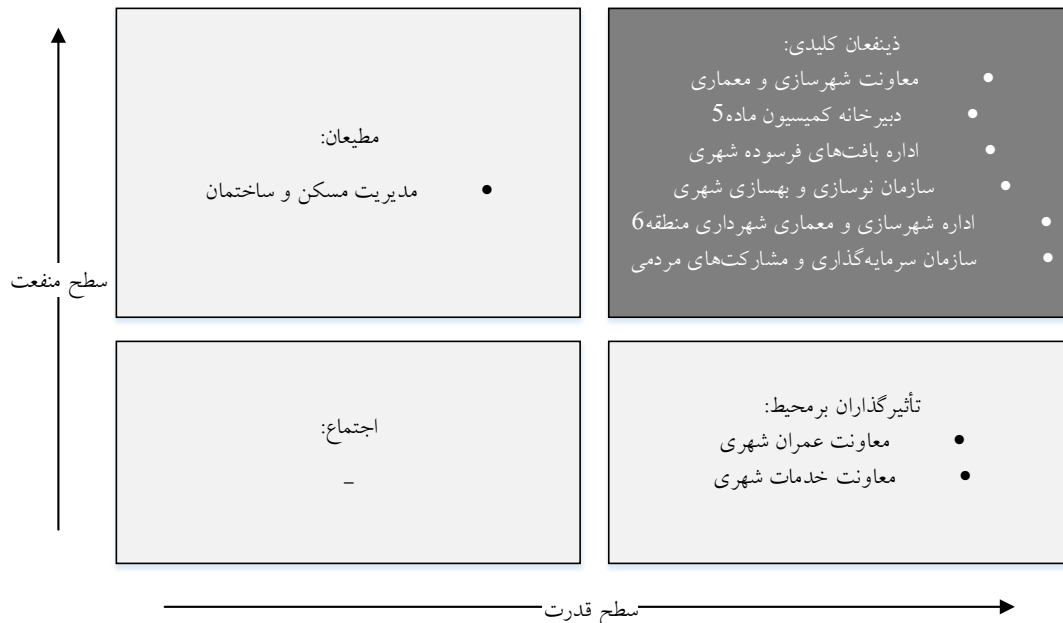 ذینفعان کلیدی:
• معاونت شهرسازی و معماری
• دبیرخانه کمیسیون ماده5
• اداره بافت‌های فرسوده شهری
• سازمان نوسازی و بهسازی شهری
• اداره شهرسازی و معماری شهرداری منطقه6
• سازمان سرمایه‌گذاری و مشارکت‌های مردمی
مطیعان:
• مدیریت مسکن و ساختمان
سطح منفعت
تأثیرگذاران برمحیط:
• معاونت عمران شهری
• معاونت خدمات شهری
اجتماع:
–
سطح قدرت